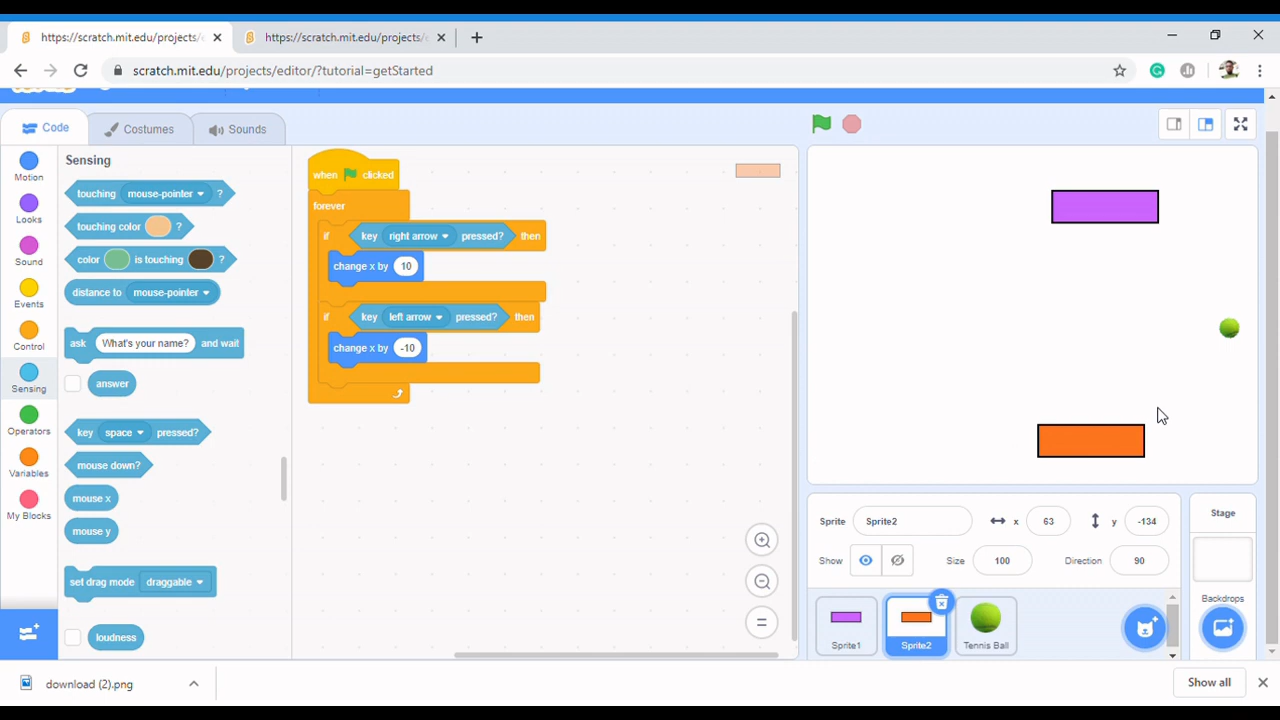 https://scratch.mit.edu/projects/e
https://scratch.mit.edu/projects/
scratch.mit.edu/projects/editor/?tutorial=getStarted
Code
Costumes
Sounds
Motion
Looks
Sound
Events
Control
Sensing
Operators
Variables
My Blocks
Sensing
touching mouse-pointer ?
touching color ?
color is touching ?
distance to mouse-pointer
ask What's your name? and wait
answer
key space pressed?
mouse down?
mouse x
mouse y
set drag mode draggable
loudness
when clicked
forever
if key right arrow pressed? then
change x by 10
if key left arrow pressed? then
change x by -10
Sprite Sprite2 x 63 y -134
Show Size 100 Direction 90
Sprite1
Sprite2
Tennis Ball
Stage
Backdrops
download (2).png
Show all